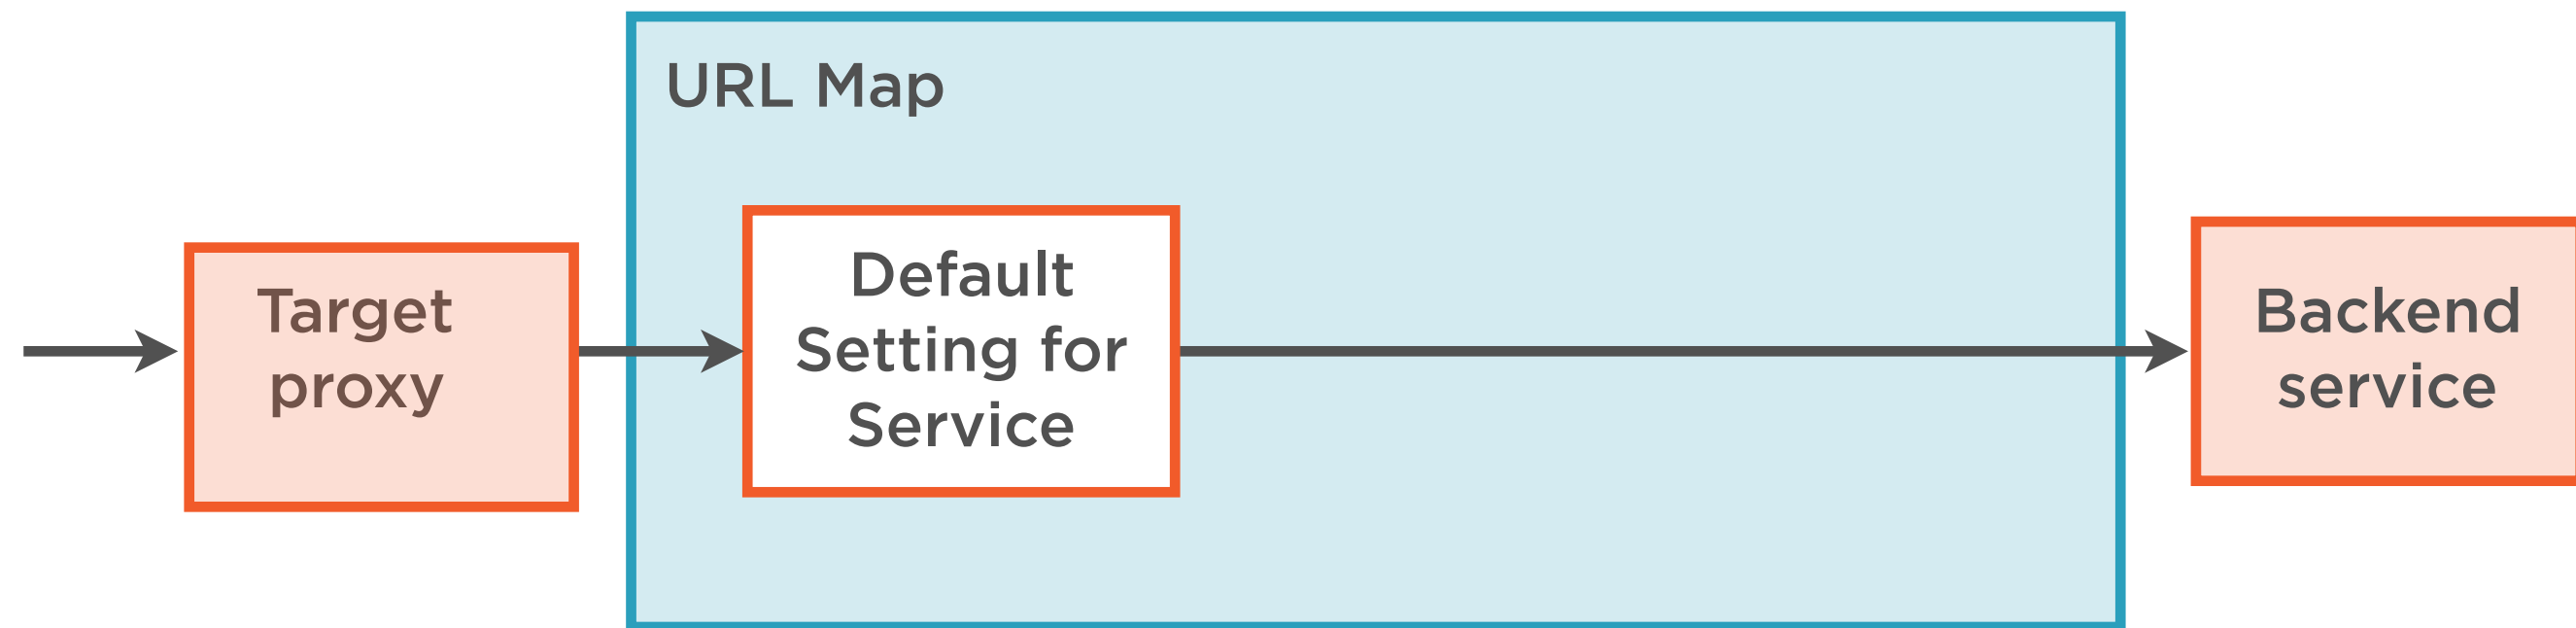 URL Map
Target
proxy
Default
Setting for
Service
Backend
service